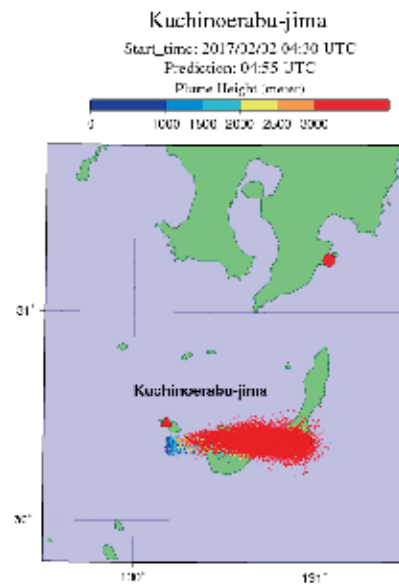 Kuchinoerabu-jima
Start_time: 2017/02/02 04:30 UTC
Prediction: 04:55 UTC
Plume Height (meter)
0 1000 1500 2000 2500 3000
31°
Kuchinoerabu-jima
30°
130° 131°